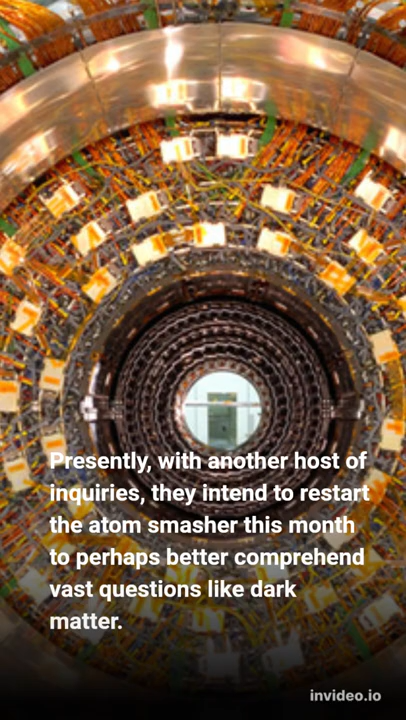 Presently, with another host of
inquiries, they intend to restart
the atom smasher this month
to perhaps better comprehend
vast questions like dark
matter.
invideo.io